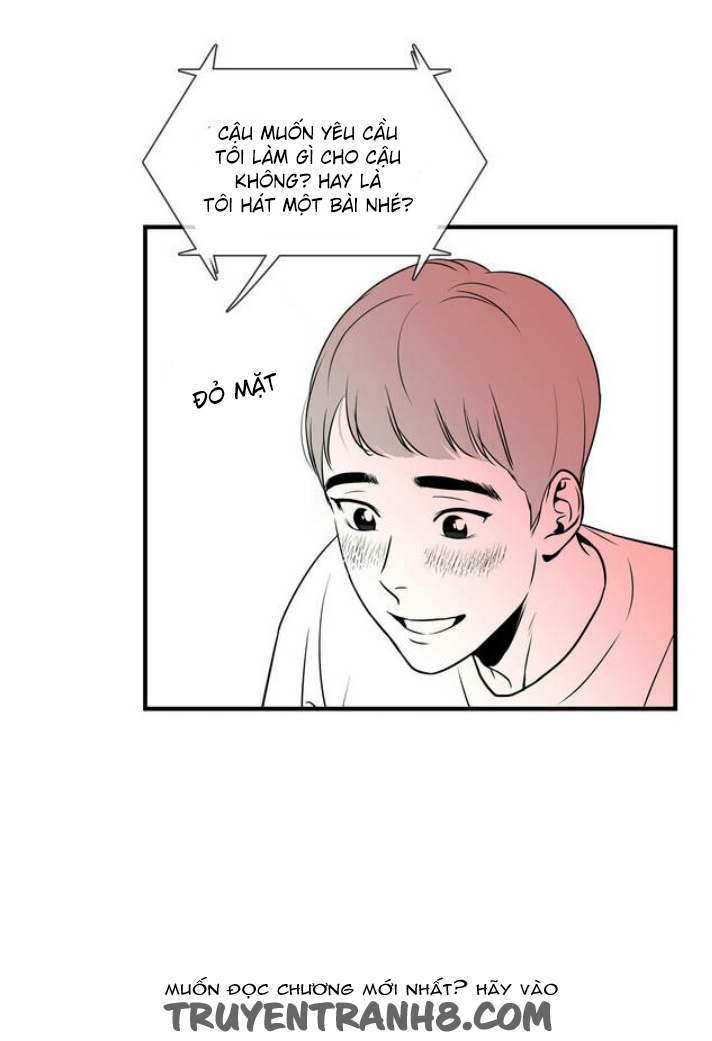 CẬU MUỐN YÊU CẦU
TÔI LÀM GÌ CHO CẬU
KHÔNG? HAY LÀ
TÔI HÁT MỘT BÀI NHÉ?
ĐỎ MẶT
MUỐN ĐỌC CHƯƠNG MỚI NHẤT? HÃY VÀO
TRUYENTRANH8.COM